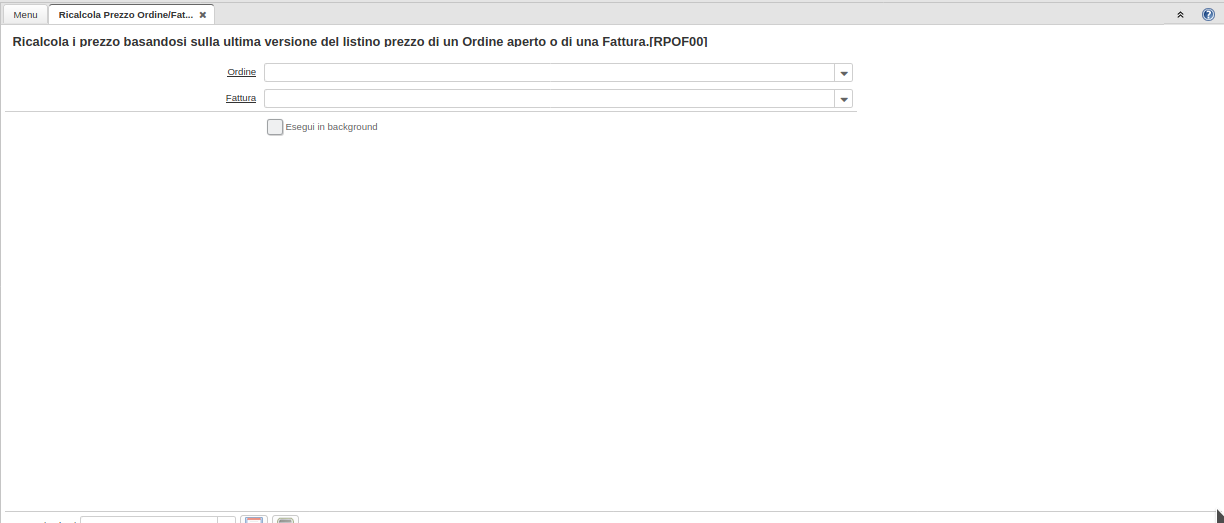 Menu
Ricalcola Prezzo Ordine/Fat...
Ricalcola i prezzo basandosi sulla ultima versione del listino prezzo di un Ordine aperto o di una Fattura.[RPOF00]
Ordine
Fattura
Esegui in background